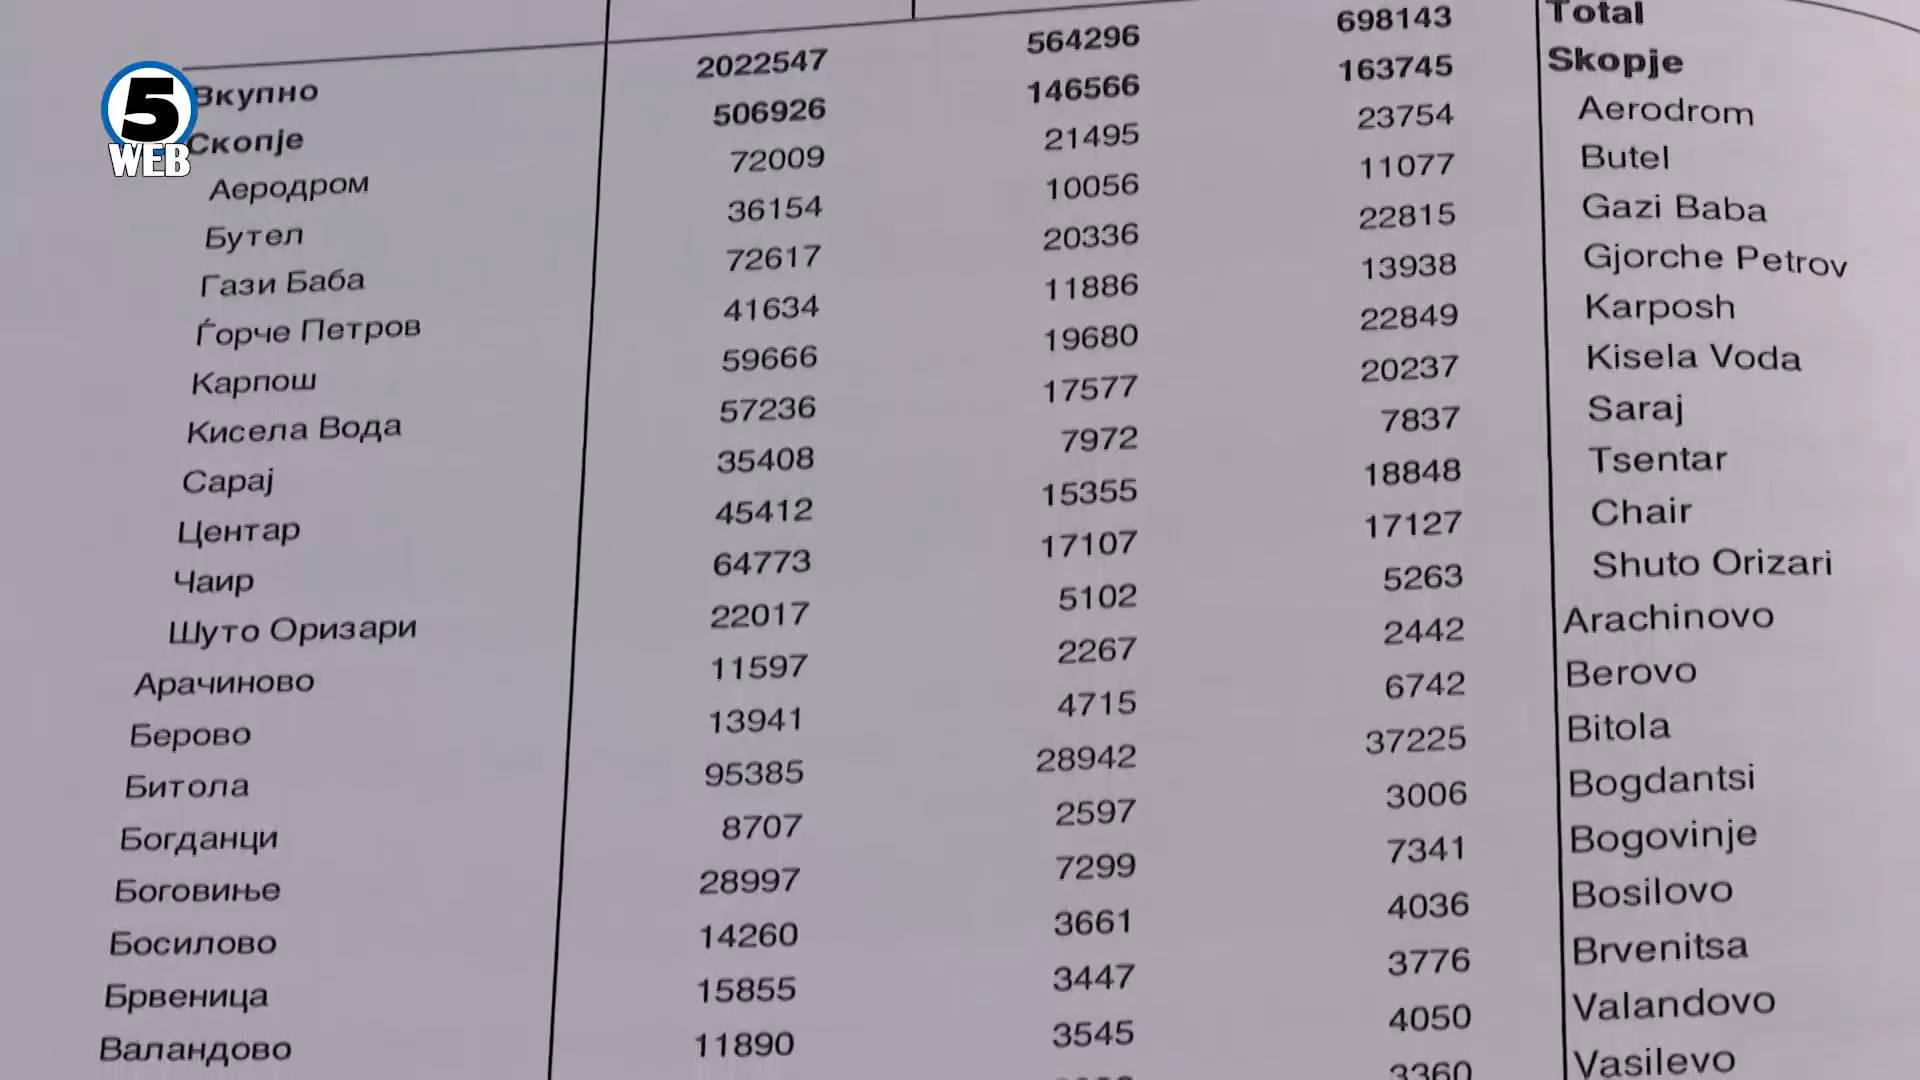 5
WEB
Вкупно 2022547 564296 698143 Total
Скопје 506926 146566 163745 Skopje
Аеродром 72009 21495 23754 Aerodrom
Бутел 36154 10056 11077 Butel
Гази Баба 72617 20336 22815 Gazi Baba
Ѓорче Петров 41634 11886 13938 Gjorche Petrov
Карпош 59666 19680 22849 Karposh
Кисела Вода 57236 17577 20237 Kisela Voda
Сарај 35408 7972 7837 Saraj
Центар 45412 15355 18848 Tsentar
Чаир 64773 17107 17127 Chair
Шуто Оризари 22017 5102 5263 Shuto Orizari
Арачиново 11597 2267 2442 Arachinovo
Берово 13941 4715 6742 Berovo
Битола 95385 28942 37225 Bitola
Богданци 8707 2597 3006 Bogdantsi
Боговиње 28997 7299 7341 Bogovinje
Босилово 14260 3661 4036 Bosilovo
Брвеница 15855 3447 3776 Brvenitsa
Валандово 11890 3545 4050 Valandovo
3360 Vasilevo